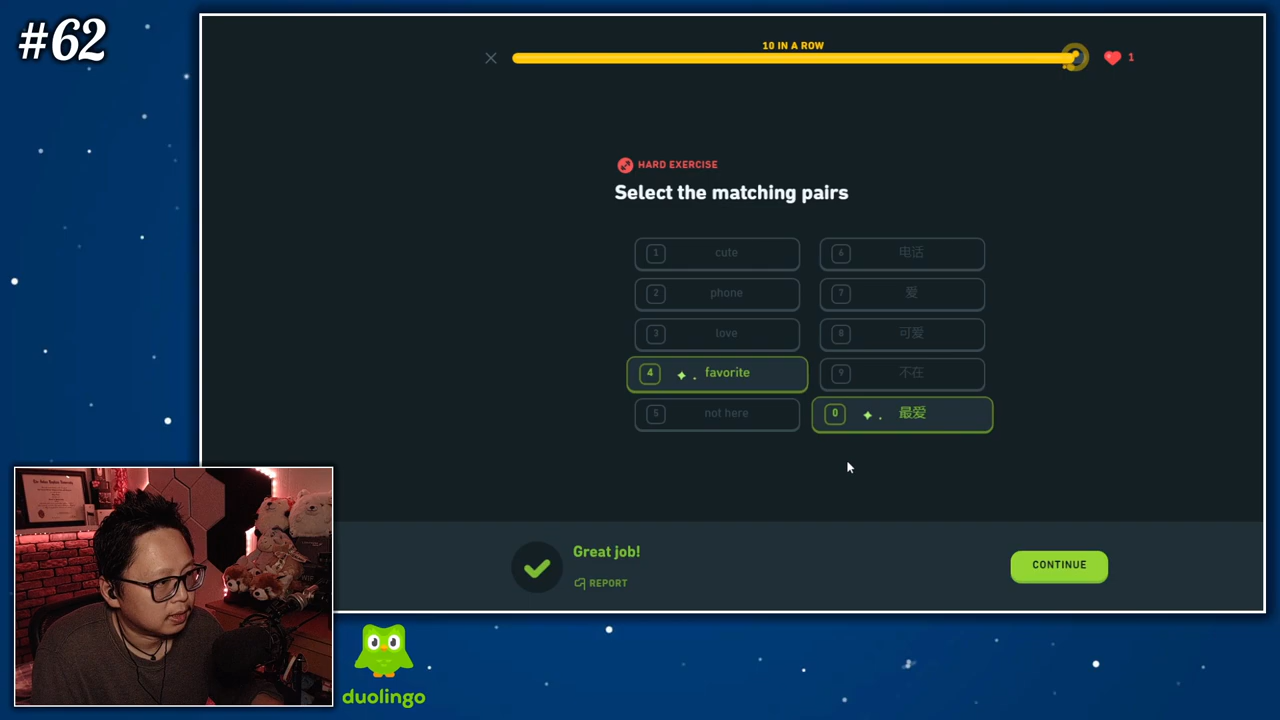 #62
10 IN A ROW
1
HARD EXERCISE
Select the matching pairs
1 cute
6 电话
2 phone
7 爱
3 love
8 可爱
4 favorite
9 不在
5 not here
0 最爱
Great job!
REPORT
CONTINUE
duolingo